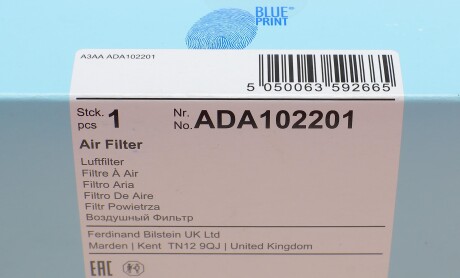 BLUE™
PRINT
A3AA ADA102201
5 050063 592665
Stck. 1 Nr. ADA102201
pcs No.
Air Filter
Luftfilter
Filtre À Air
Filtro Aria
Filtro De Aire
Filtr Powietrza
Воздушный Фильтр
Ferdinand Bilstein UK Ltd
Marden | Kent TN12 9QJ | United Kingdom
EAC